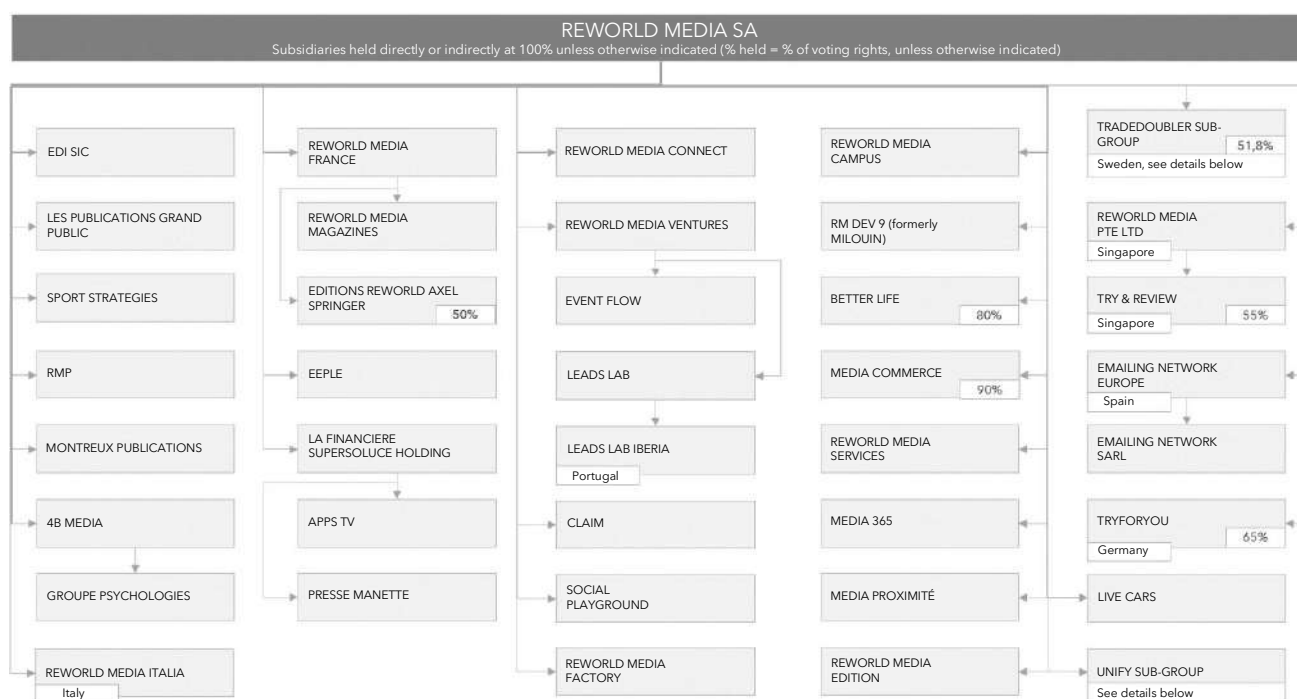 REWORLD MEDIA SA
Subsidiaries held directly or indirectly at 100% unless otherwise indicated (% held = % of voting rights, unless otherwise indicated)
EDI SIC
LES PUBLICATIONS GRAND
PUBLIC
SPORT STRATEGIES
RMP
MONTREUX PUBLICATIONS
4B MEDIA
GROUPE PSYCHOLOGIES
REWORLD MEDIA ITALIA
Italy
REWORLD MEDIA
FRANCE
REWORLD MEDIA
MAGAZINES
EDITIONS REWORLD AXEL
SPRINGER
50%
EEPLE
LA FINANCIERE
SUPERSOLUCE HOLDING
APPS TV
PRESSE MANETTE
REWORLD MEDIA CONNECT
REWORLD MEDIA VENTURES
EVENT FLOW
LEADS LAB
LEADS LAB IBERIA
Portugal
CLAIM
SOCIAL
PLAYGROUND
REWORLD MEDIA
FACTORY
REWORLD MEDIA
CAMPUS
RM DEV 9 (formerly
MILOUIN)
BETTER LIFE
80%
MEDIA COMMERCE
90%
REWORLD MEDIA
SERVICES
MEDIA 365
MEDIA PROXIMITÉ
REWORLD MEDIA
EDITION
TRADEDOUBLER SUB-
GROUP
51,8%
Sweden, see details below
REWORLD MEDIA
PTE LTD
Singapore
TRY & REVIEW
55%
Singapore
EMAILING NETWORK
EUROPE
Spain
EMAILING NETWORK
SARL
TRYFORYOU
65%
Germany
LIVE CARS
UNIFY SUB-GROUP
See details below